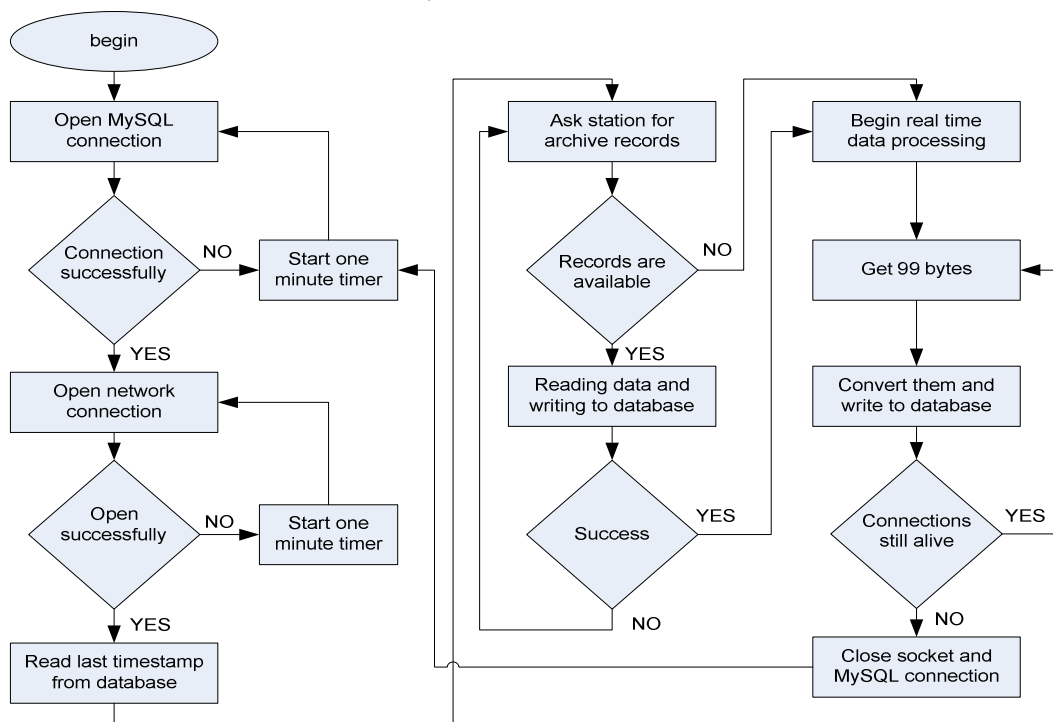 begin
Open MySQL
connection
Connection
successfully
NO
Start one
minute timer
YES
Open network
connection
Open
successfully
NO
Start one
minute timer
YES
Read last timestamp
from database
Ask station for
archive records
Records are
available
NO
YES
Reading data and
writing to database
Success
YES
NO
Begin real time
data processing
Get 99 bytes
Convert them and
write to database
Connections
still alive
YES
NO
Close socket and
MySQL connection